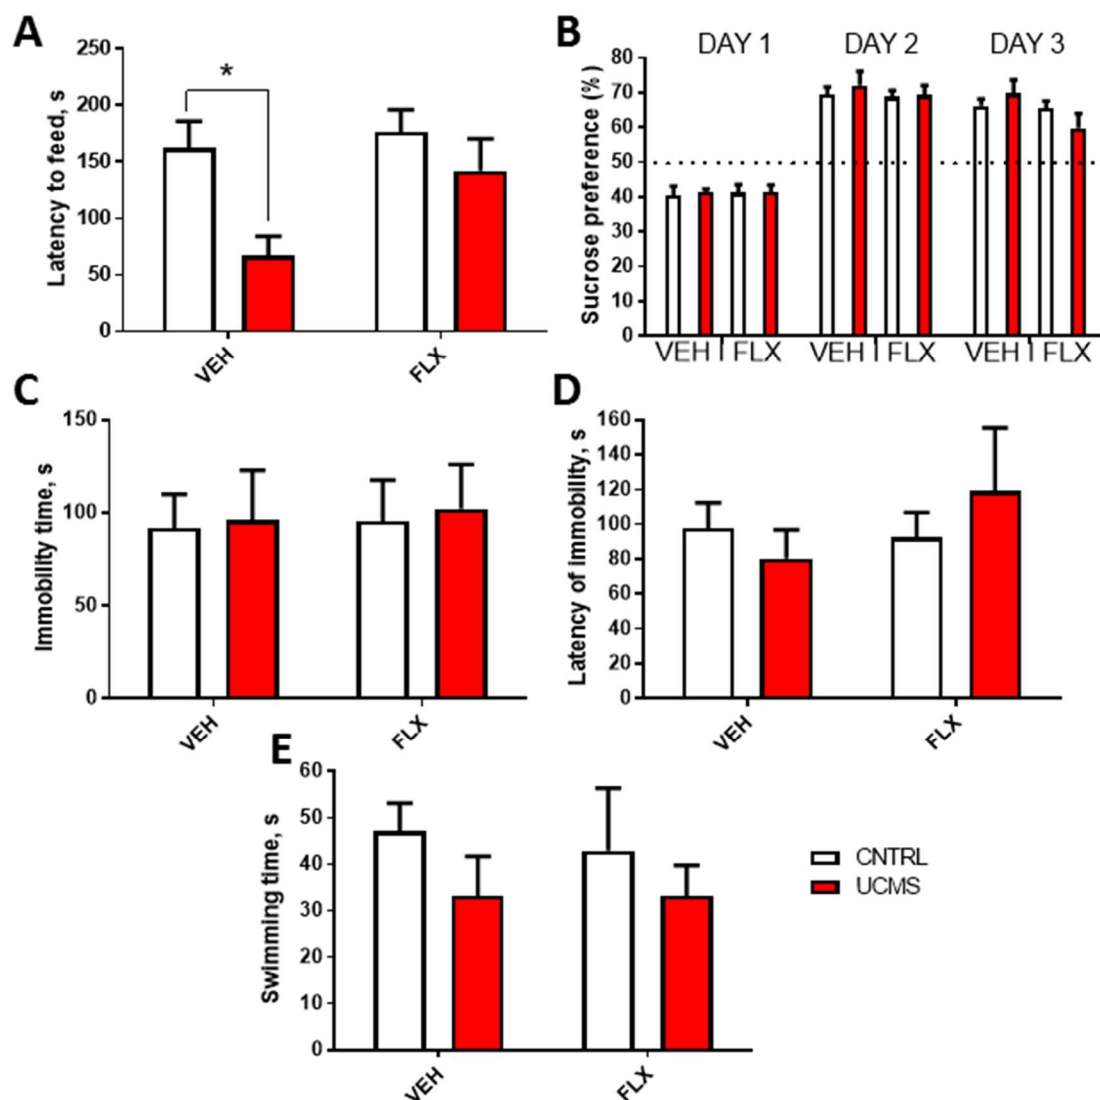 A
Latency to feed, s
250
200
150
100
50
0
*
VEH
FLX
B
DAY 1 DAY 2 DAY 3
Sucrose preference (% )
80
70
60
50
40
30
20
10
0
VEH FLX VEH FLX VEH FLX
C
Immobility time, s
150
100
50
0
VEH
FLX
D
Latency of immobility, s
160
140
120
100
80
60
40
20
0
VEH
FLX
E
Swimming time, s
60
50
40
30
20
10
0
VEH
FLX
CNTRL
UCMS